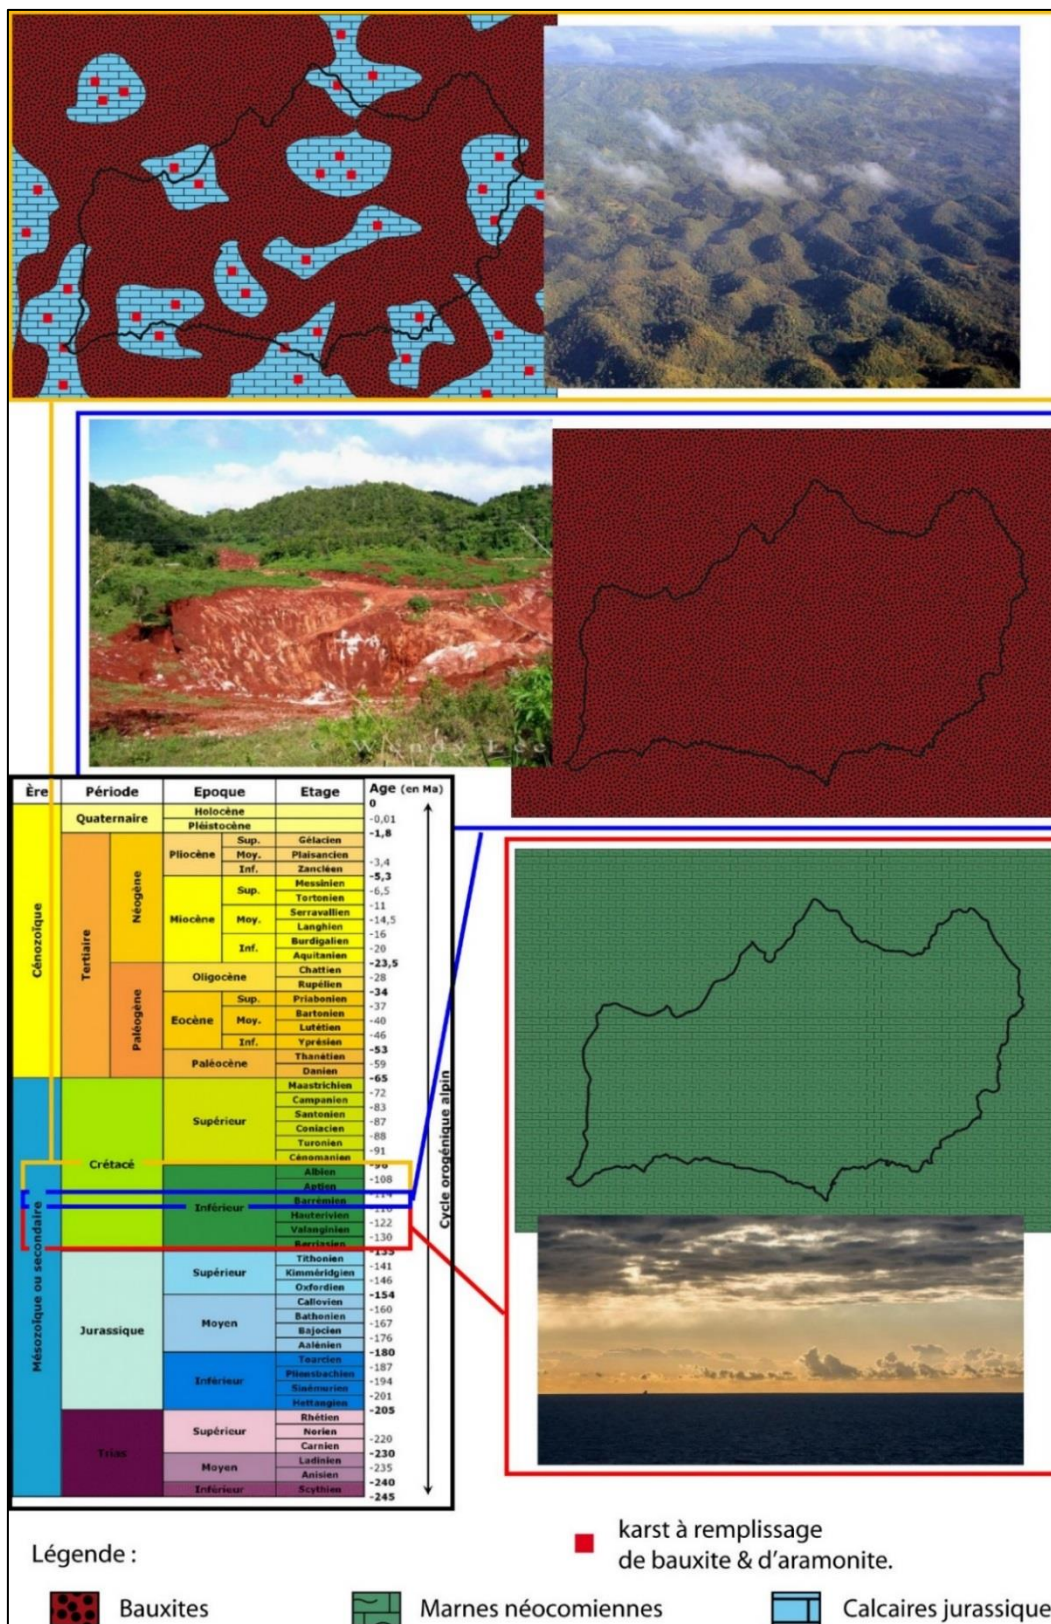 © Wendy Lee
Ère Période Epoque Etage Age (en Ma)
0
Quaternaire Holocène
-0,01
Pléistocène
-1,8
Cénozoïque
Tertiaire
Néogène
Pliocène
Sup. Gélacien
Moy. Plaisancien
-3,4
Inf. Zancléen
-5,3
Miocène
Sup. Messinien
-6,5
Tortonien
-11
Moy. Serravallien
-14,5
Langhien
-16
Inf. Burdigalien
-20
Aquitanien
-23,5
Paléogène
Oligocène
Chattien
-28
Rupélien
-34
Eocène
Sup. Priabonien
-37
Moy. Bartonien
-40
Lutétien
-46
Inf. Yprésien
-53
Paléocène
Thanétien
-59
Danien
-65
Mésozoïque ou secondaire
Crétacé
Supérieur
Maastrichien
-72
Campanien
-83
Santonien
-87
Coniacien
-88
Turonien
-91
Cénomanien
Inférieur
Albien
-108
Aptien
-114
Barrémien
Hauterivien
-122
Valanginien
-130
Berriasien
-135
Jurassique
Supérieur
Tithonien
-141
Kimméridgien
-146
Oxfordien
-154
Moyen
Callovien
-160
Bathonien
-167
Bajocien
-176
Aalénien
-180
Inférieur
Toarcien
-187
Pliensbachien
-194
Sinémurien
-201
Hettangien
-205
Trias
Supérieur
Rhétien
Norien
-220
Carnien
-230
Moyen
Ladinien
-235
Anisien
-240
Inférieur
Scythien
-245
Cycle orogénique alpin
Légende :
karst à remplissage
de bauxite & d'aramonite.
Bauxites
Marnes néocomiennes
Calcaires jurassique